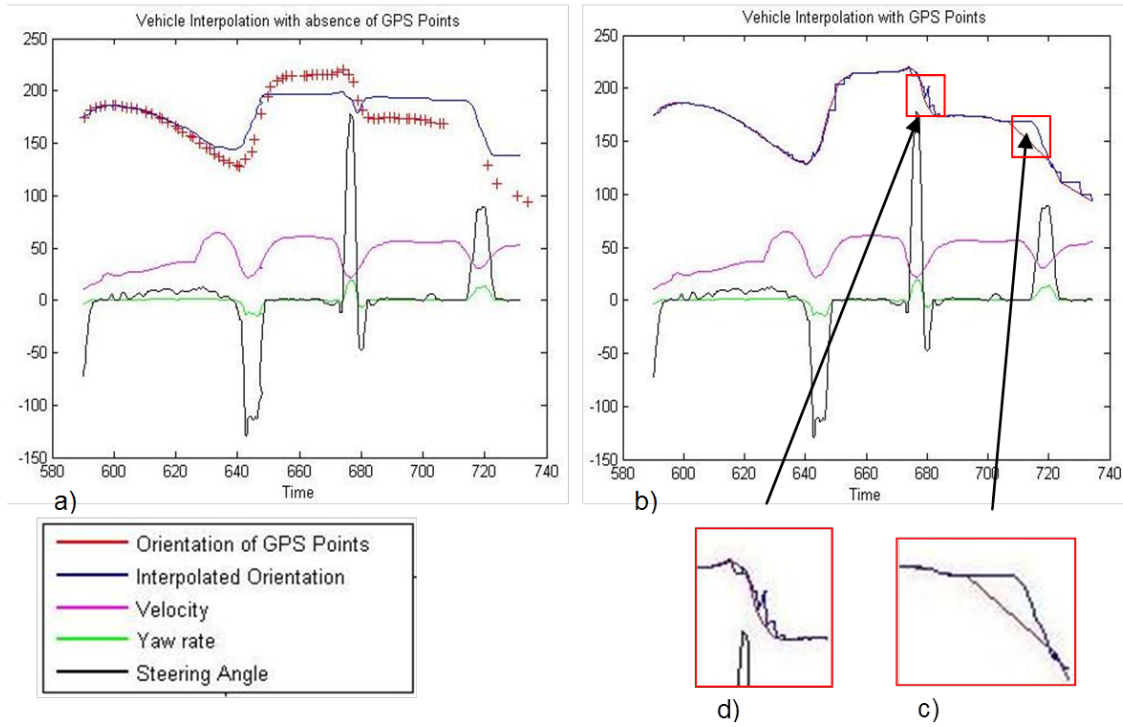 Vehicle Interpolation with absence of GPS Points
250
200
150
100
50
0
-50
-100
-150
580 600 620 640 660 680 700 720 740
Time
a)
Vehicle Interpolation with GPS Points
250
200
150
100
50
0
-50
-100
-150
580 600 620 640 660 680 700 720 740
Time
b)
Orientation of GPS Points
Interpolated Orientation
Velocity
Yaw rate
Steering Angle
d)
c)